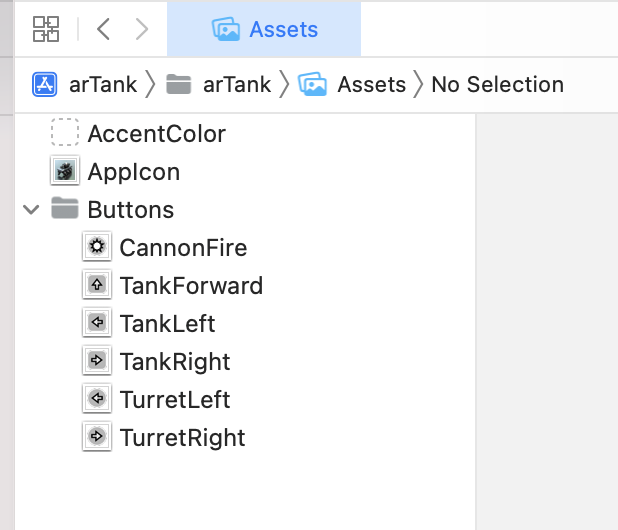 Assets
arTank arTank Assets No Selection
AccentColor
AppIcon
Buttons
CannonFire
TankForward
TankLeft
TankRight
TurretLeft
TurretRight